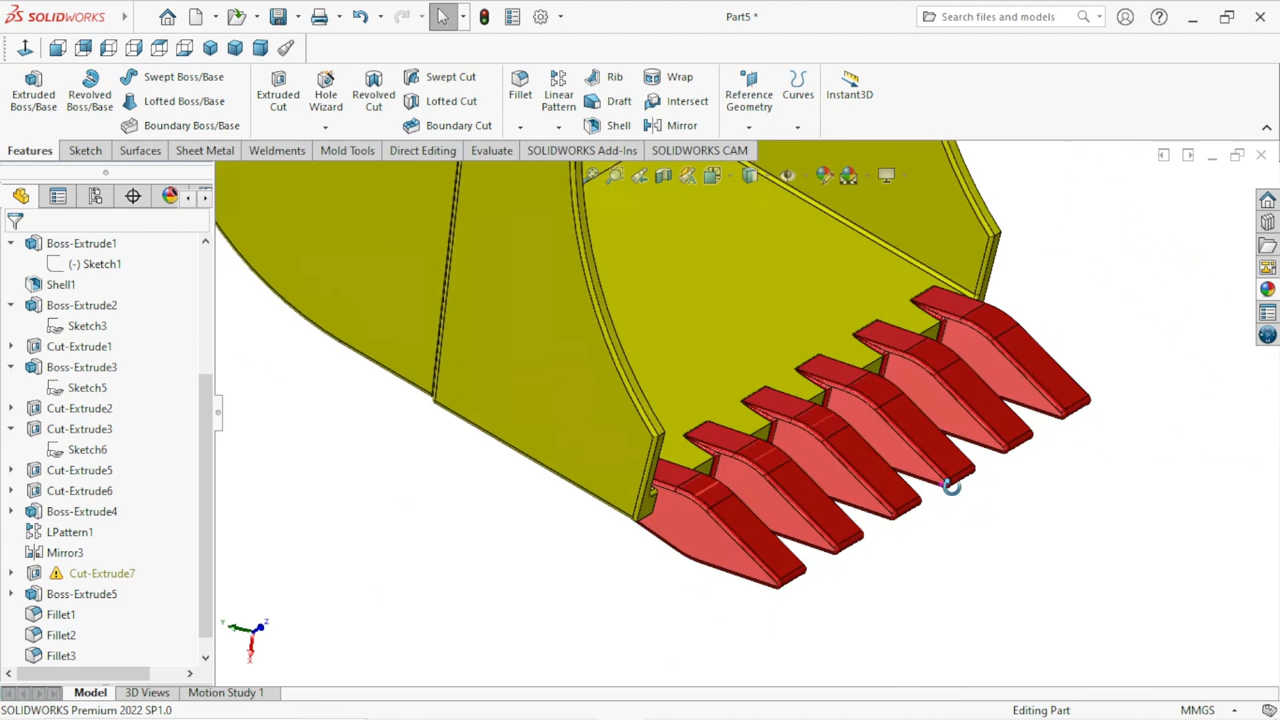 SOLIDWORKS
Part5 *
Search files and models
Extruded Boss/Base
Revolved Boss/Base
Swept Boss/Base
Lofted Boss/Base
Boundary Boss/Base
Extruded Cut
Hole Wizard
Revolved Cut
Swept Cut
Lofted Cut
Boundary Cut
Fillet
Linear Pattern
Rib
Draft
Shell
Wrap
Intersect
Mirror
Reference Geometry
Curves
Instant3D
Features
Sketch
Surfaces
Sheet Metal
Weldments
Mold Tools
Direct Editing
Evaluate
SOLIDWORKS Add-Ins
SOLIDWORKS CAM
Boss-Extrude1
(-) Sketch1
Shell1
Boss-Extrude2
Sketch3
Cut-Extrude1
Boss-Extrude3
Sketch5
Cut-Extrude2
Cut-Extrude3
Sketch6
Cut-Extrude5
Cut-Extrude6
Boss-Extrude4
LPattern1
Mirror3
Cut-Extrude7
Boss-Extrude5
Fillet1
Fillet2
Fillet3
Y
Z
X
Model
3D Views
Motion Study 1
SOLIDWORKS Premium 2022 SP1.0
Editing Part
MMGS